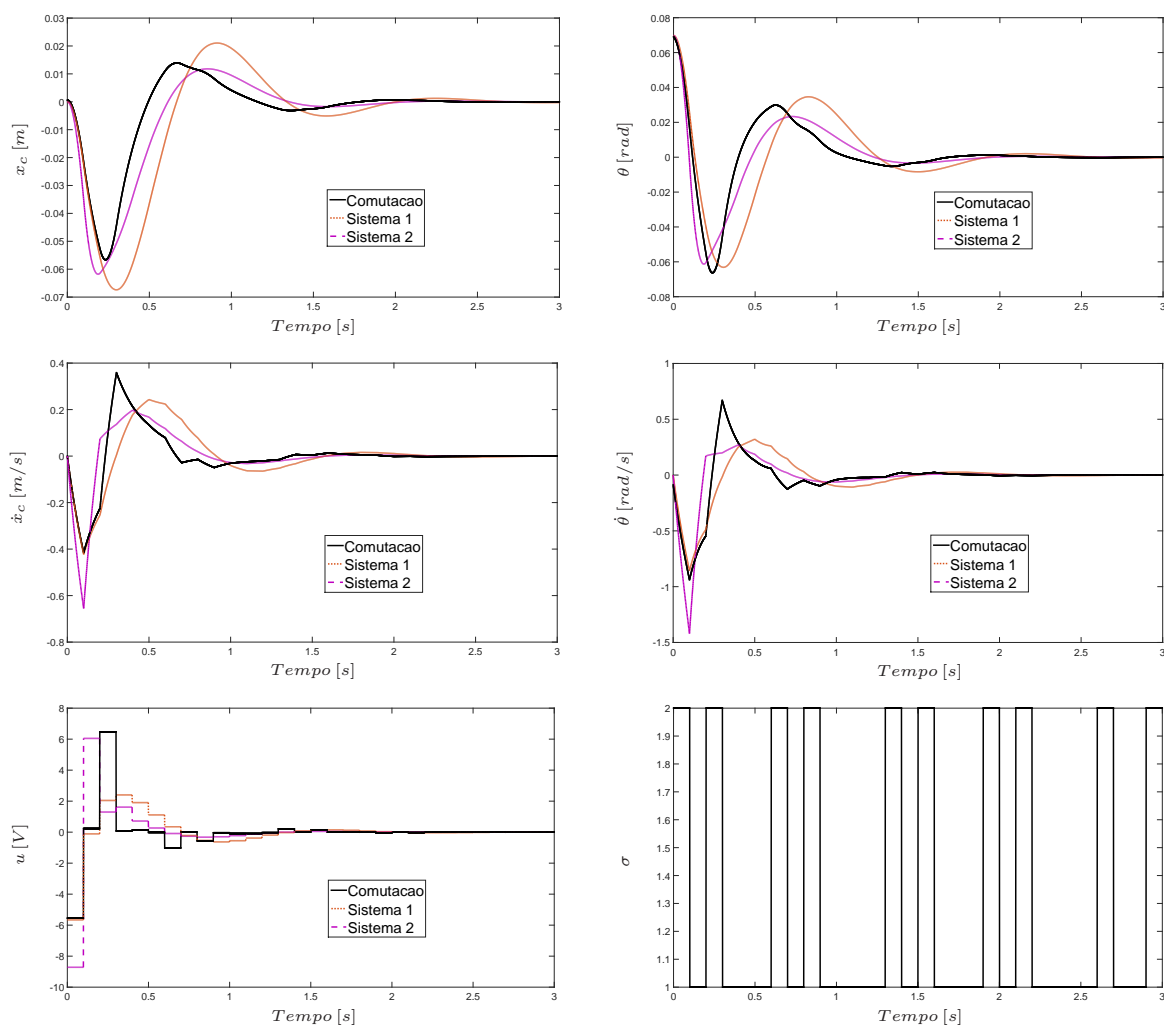 0.03
0.02
0.01
0
-0.01
-0.02
-0.03
-0.04
-0.05
-0.06
-0.07
x_c [m]
Comutacao
Sistema 1
Sistema 2
0 0.5 1 1.5 2 2.5 3
Tempo [s]
0.08
0.06
0.04
0.02
0
-0.02
-0.04
-0.06
-0.08
θ [rad]
Comutacao
Sistema 1
Sistema 2
0 0.5 1 1.5 2 2.5 3
Tempo [s]
0.4
0.2
0
-0.2
-0.4
-0.6
-0.8
ẋ_c [m/s]
Comutacao
Sistema 1
Sistema 2
0 0.5 1 1.5 2 2.5 3
Tempo [s]
1
0.5
0
-0.5
-1
-1.5
θ̇ [rad/s]
Comutacao
Sistema 1
Sistema 2
0 0.5 1 1.5 2 2.5 3
Tempo [s]
8
6
4
2
0
-2
-4
-6
-8
-10
u [V]
Comutacao
Sistema 1
Sistema 2
0 0.5 1 1.5 2 2.5 3
Tempo [s]
2
1.9
1.8
1.7
1.6
1.5
1.4
1.3
1.2
1.1
1
σ
0 0.5 1 1.5 2 2.5 3
Tempo [s]